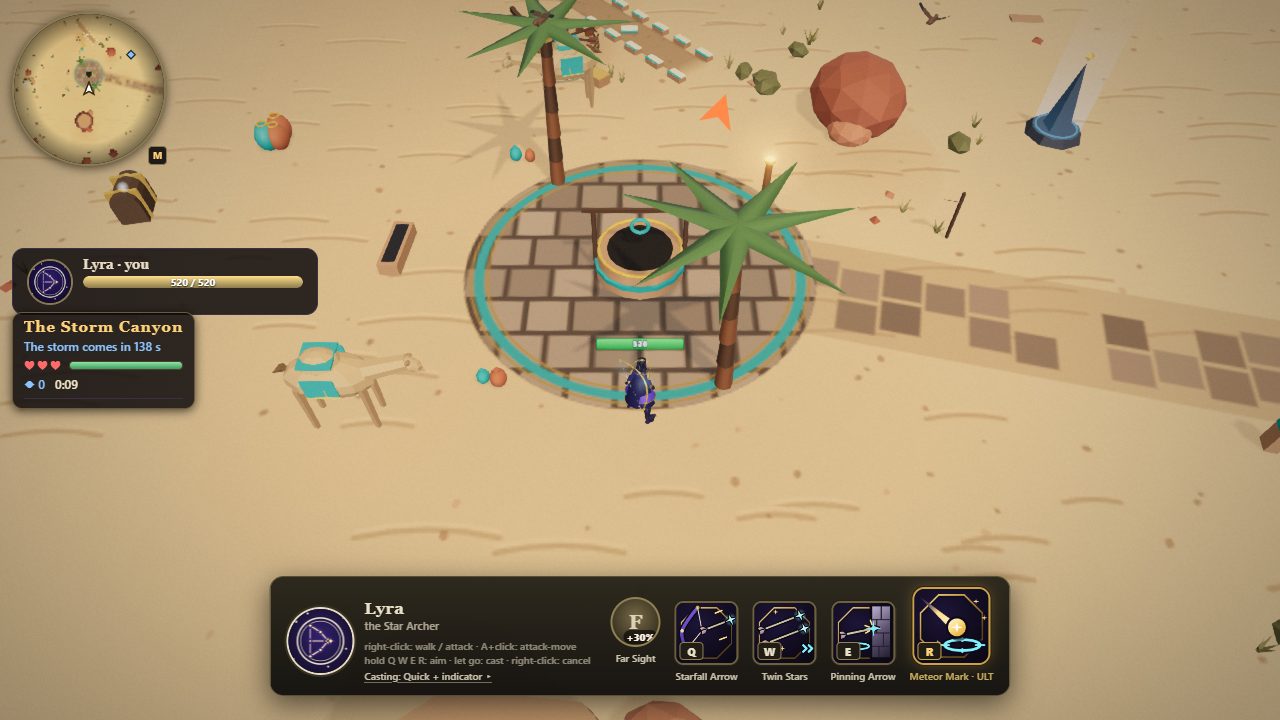 M
Lyra · you
520 / 520
The Storm Canyon
The storm comes in 138 s
0 0:09
520
Lyra
the Star Archer
right-click: walk / attack · A+click: attack-move
hold Q W E R: aim · let go: cast · right-click: cancel
Casting: Quick + indicator ▸
F
+30%
Far Sight
Q
Starfall Arrow
W
Twin Stars
E
Pinning Arrow
R
Meteor Mark · ULT